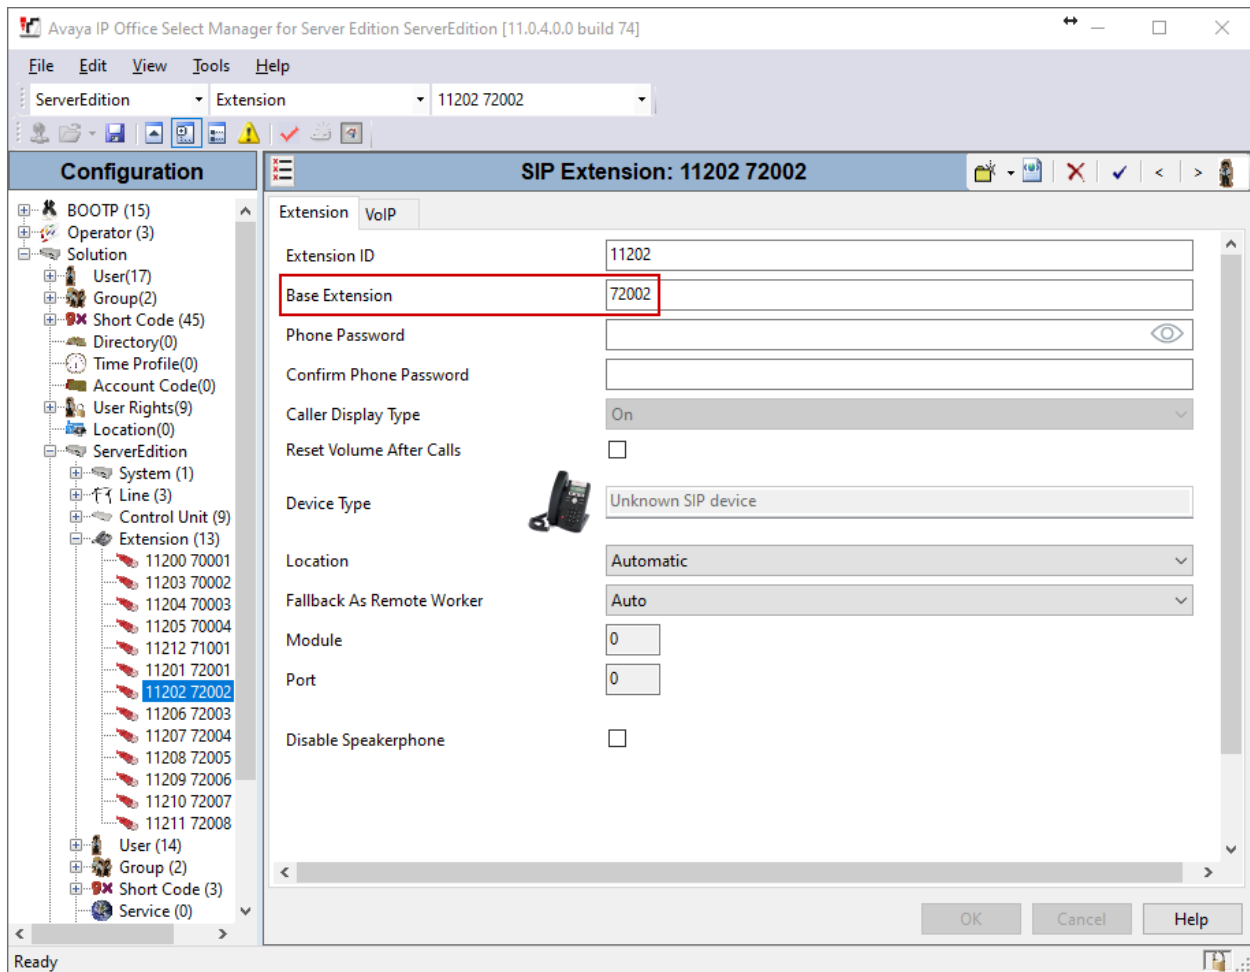 Avaya IP Office Select Manager for Server Edition ServerEdition [11.0.4.0.0 build 74]
File Edit View Tools Help
ServerEdition Extension 11202 72002
Configuration
BOOTP (15)
Operator (3)
Solution
User(17)
Group(2)
Short Code (45)
Directory(0)
Time Profile(0)
Account Code(0)
User Rights(9)
Location(0)
ServerEdition
System (1)
Line (3)
Control Unit (9)
Extension (13)
11200 70001
11203 70002
11204 70003
11205 70004
11212 71001
11201 72001
11202 72002
11206 72003
11207 72004
11208 72005
11209 72006
11210 72007
11211 72008
User (14)
Group (2)
Short Code (3)
Service (0)
SIP Extension: 11202 72002
Extension VoIP
Extension ID 11202
Base Extension 72002
Phone Password
Confirm Phone Password
Caller Display Type On
Reset Volume After Calls
Device Type Unknown SIP device
Location Automatic
Fallback As Remote Worker Auto
Module 0
Port 0
Disable Speakerphone
OK Cancel Help
Ready